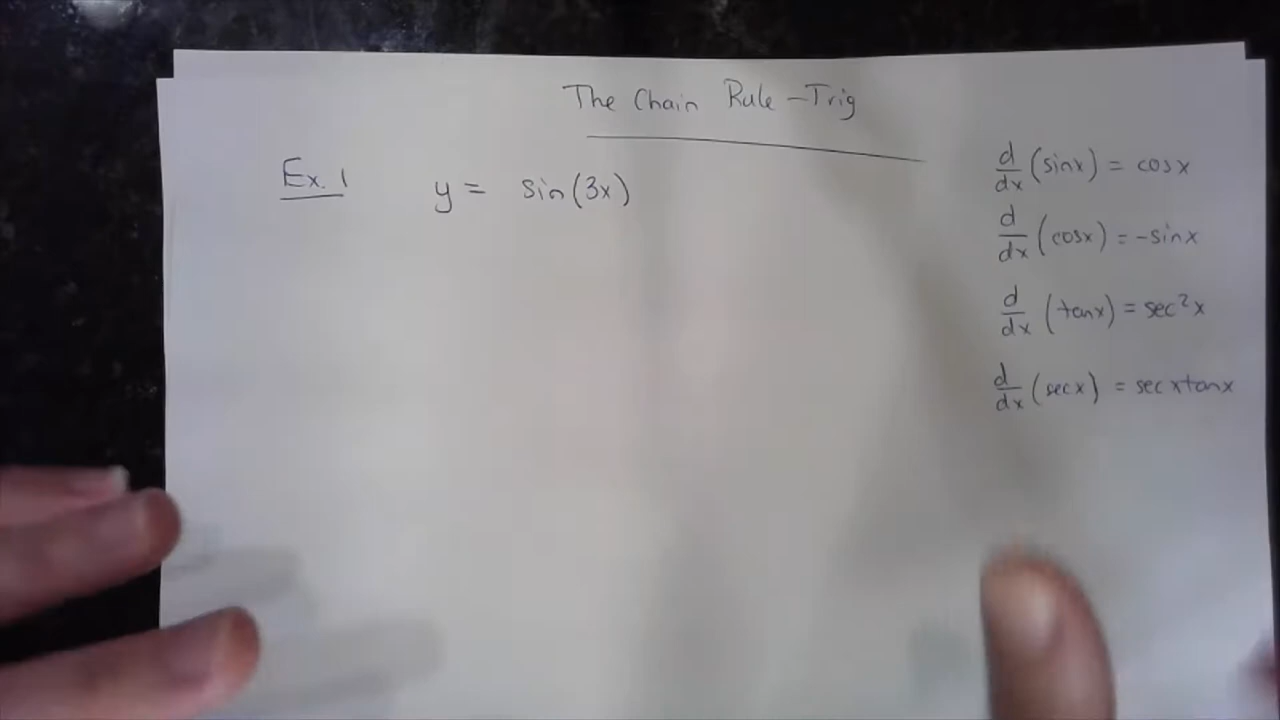 The Chain Rule - Trig
Ex. 1 y = sin(3x)
d/dx (sinx) = cosx
d/dx (cosx) = -sinx
d/dx (tanx) = sec²x
d/dx (secx) = secxtanx